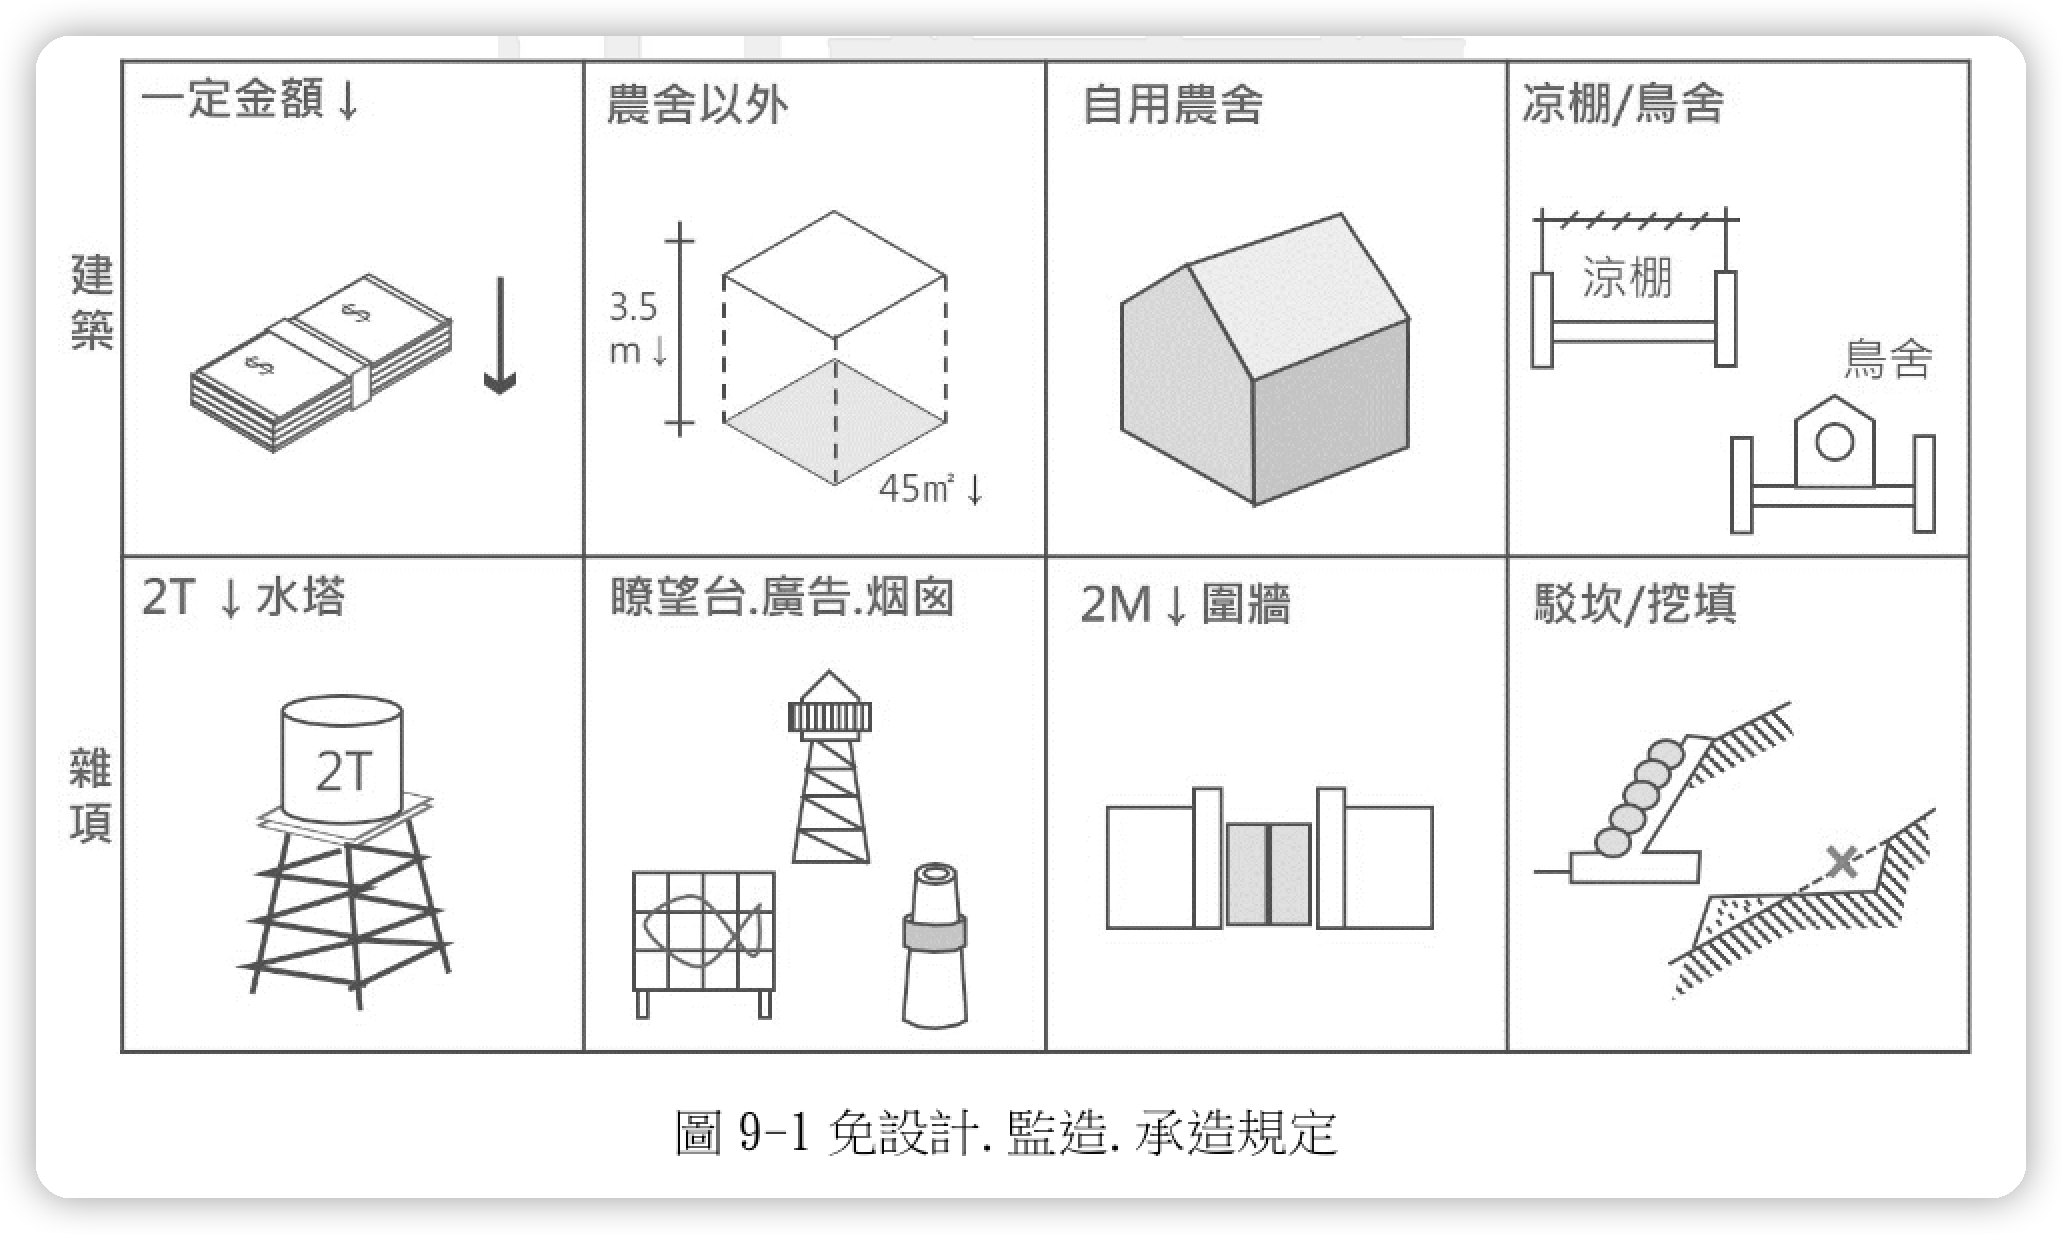 一定金額↓
農舍以外
自用農舍
凉棚/鳥舍
建築
3.5
m↓
45㎡↓
涼棚
鳥舍
2T ↓水塔
瞭望台.廣告.烟囪
2M↓圍牆
駁坎/挖填
雜項
2T
圖 9-1 免設計.監造.承造規定